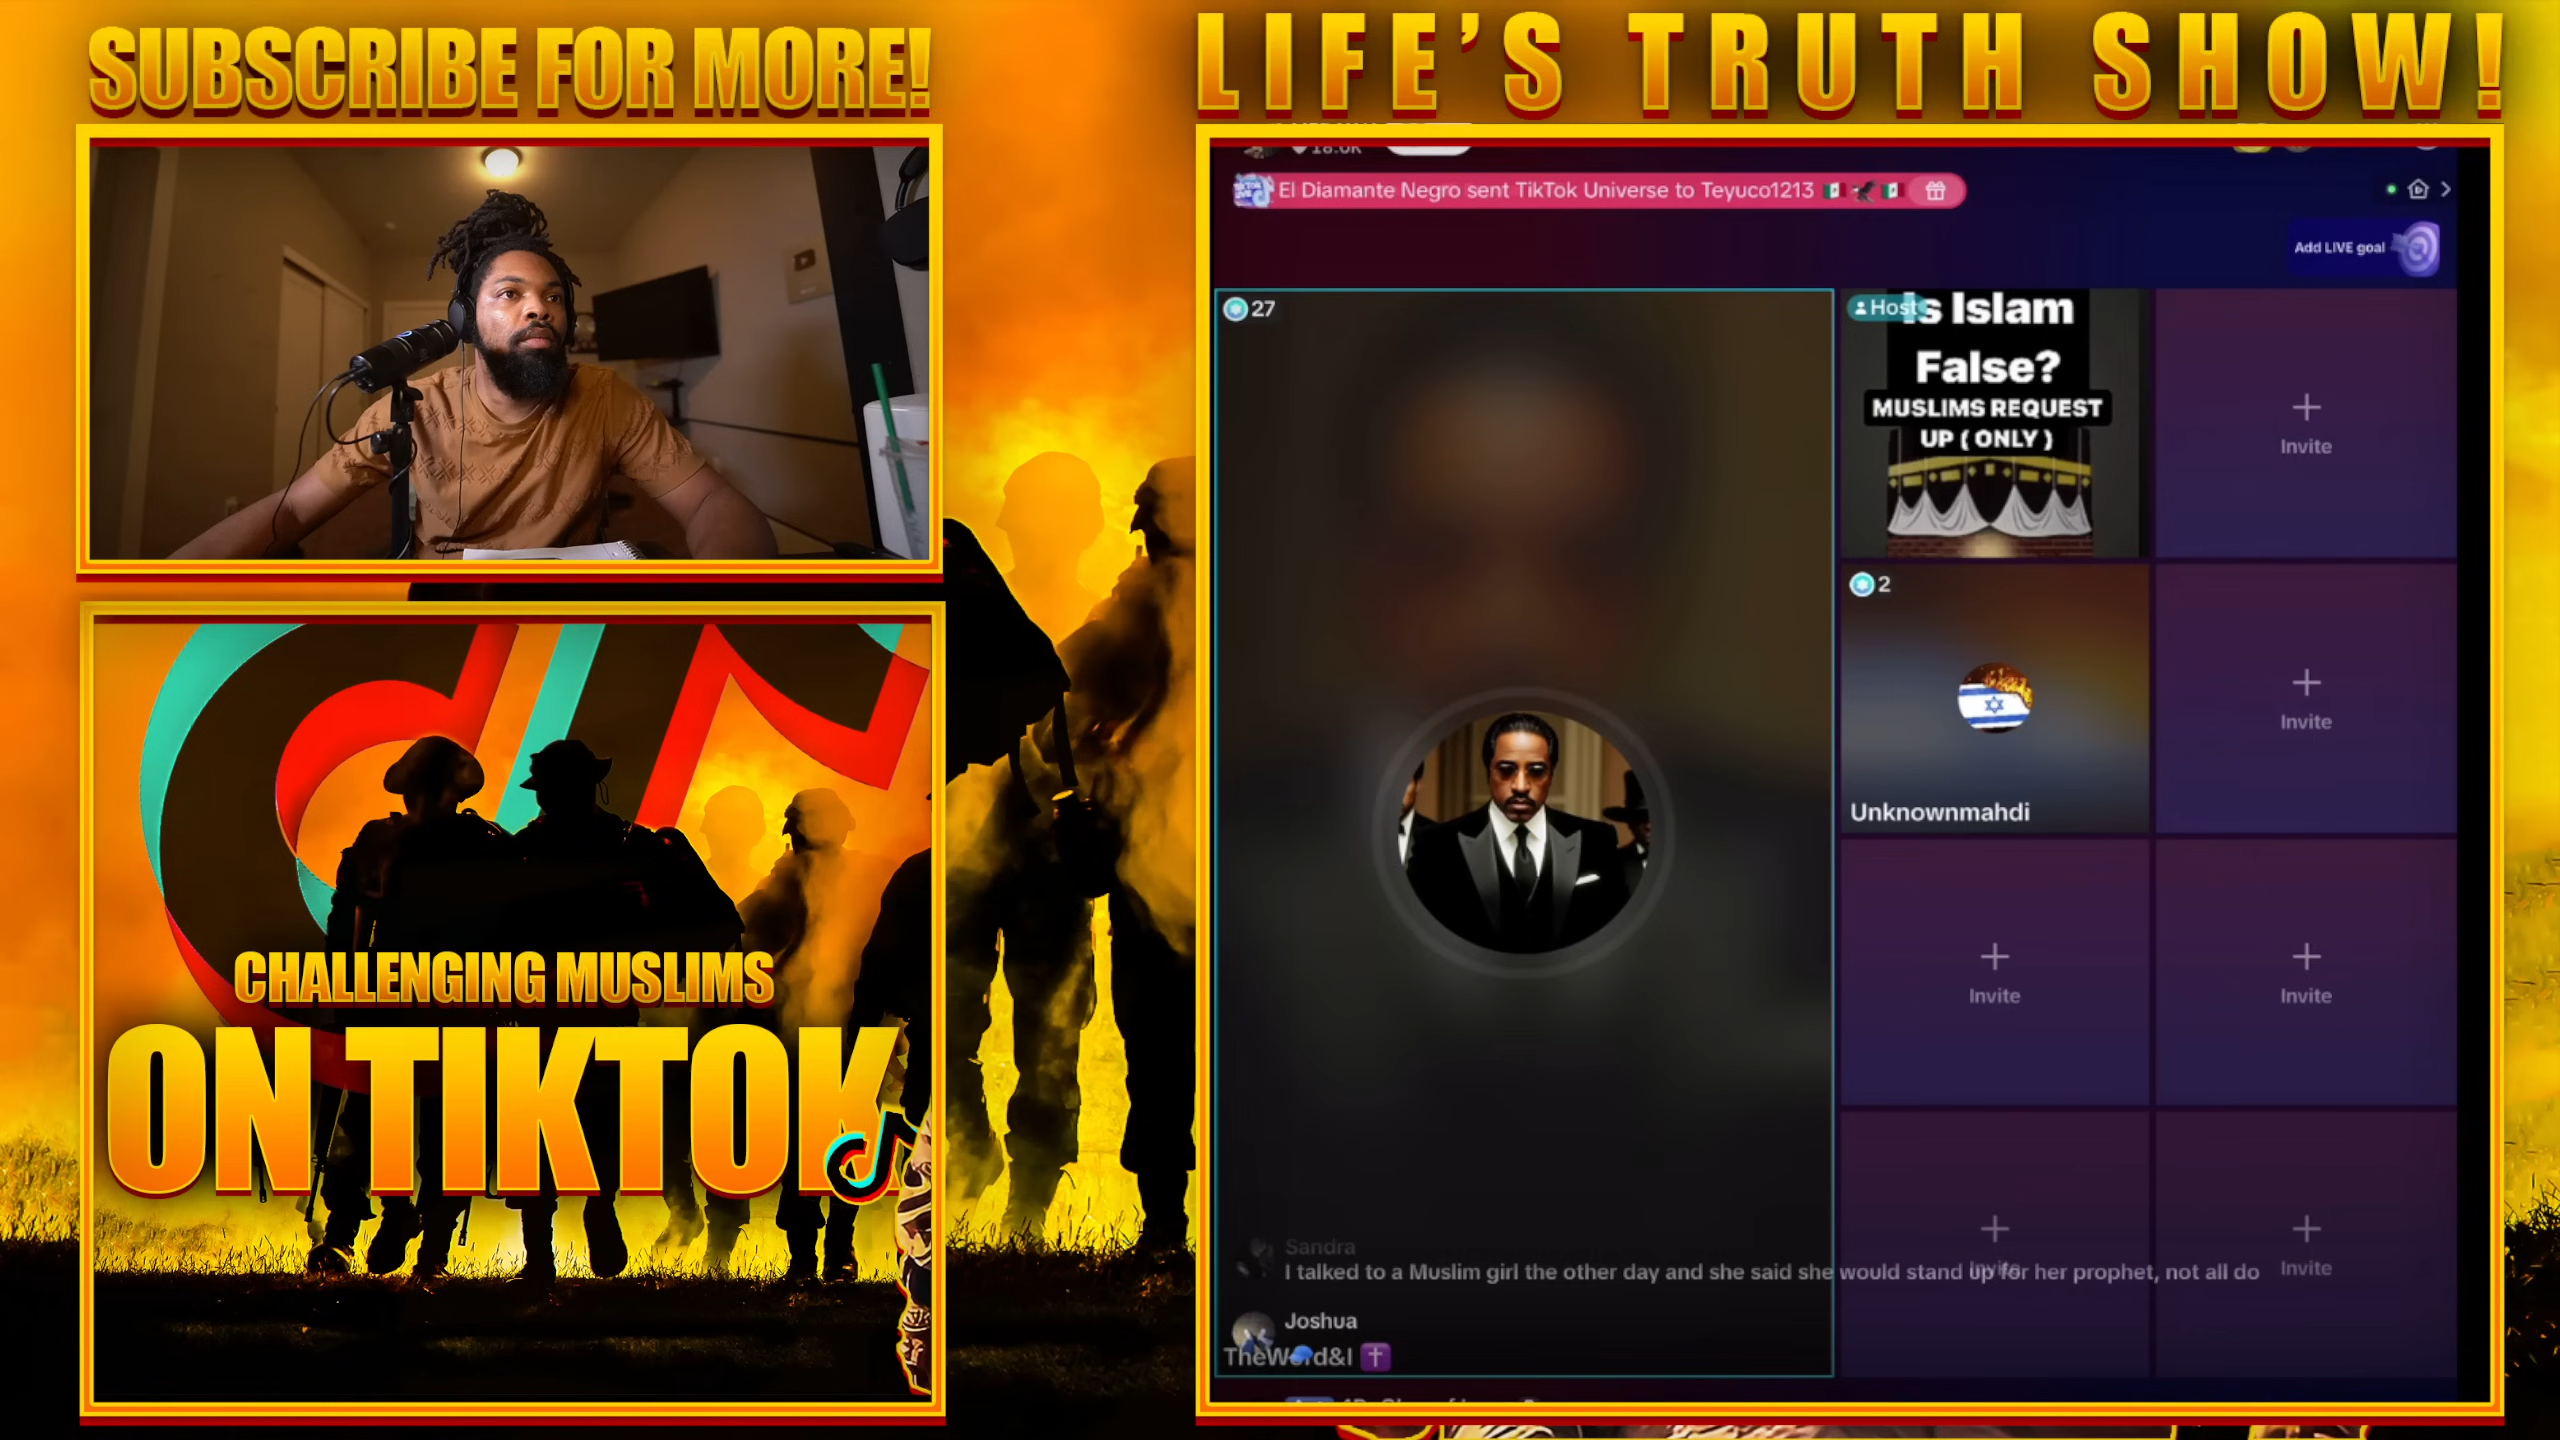 SUBSCRIBE FOR MORE!
LIFE'S TRUTH SHOW!
18.0K
El Diamante Negro sent TikTok Universe to Teyuco1213
Add LIVE goal
27
Host
Is Islam
False?
MUSLIMS REQUEST
UP ( ONLY )
Invite
2
Unknownmahdi
Invite
Invite
Invite
Invite
Invite
Sandra
I talked to a Muslim girl the other day and she said she would stand up for her prophet, not all do
Joshua
TheWord&I
CHALLENGING MUSLIMS
ON TIKTOK